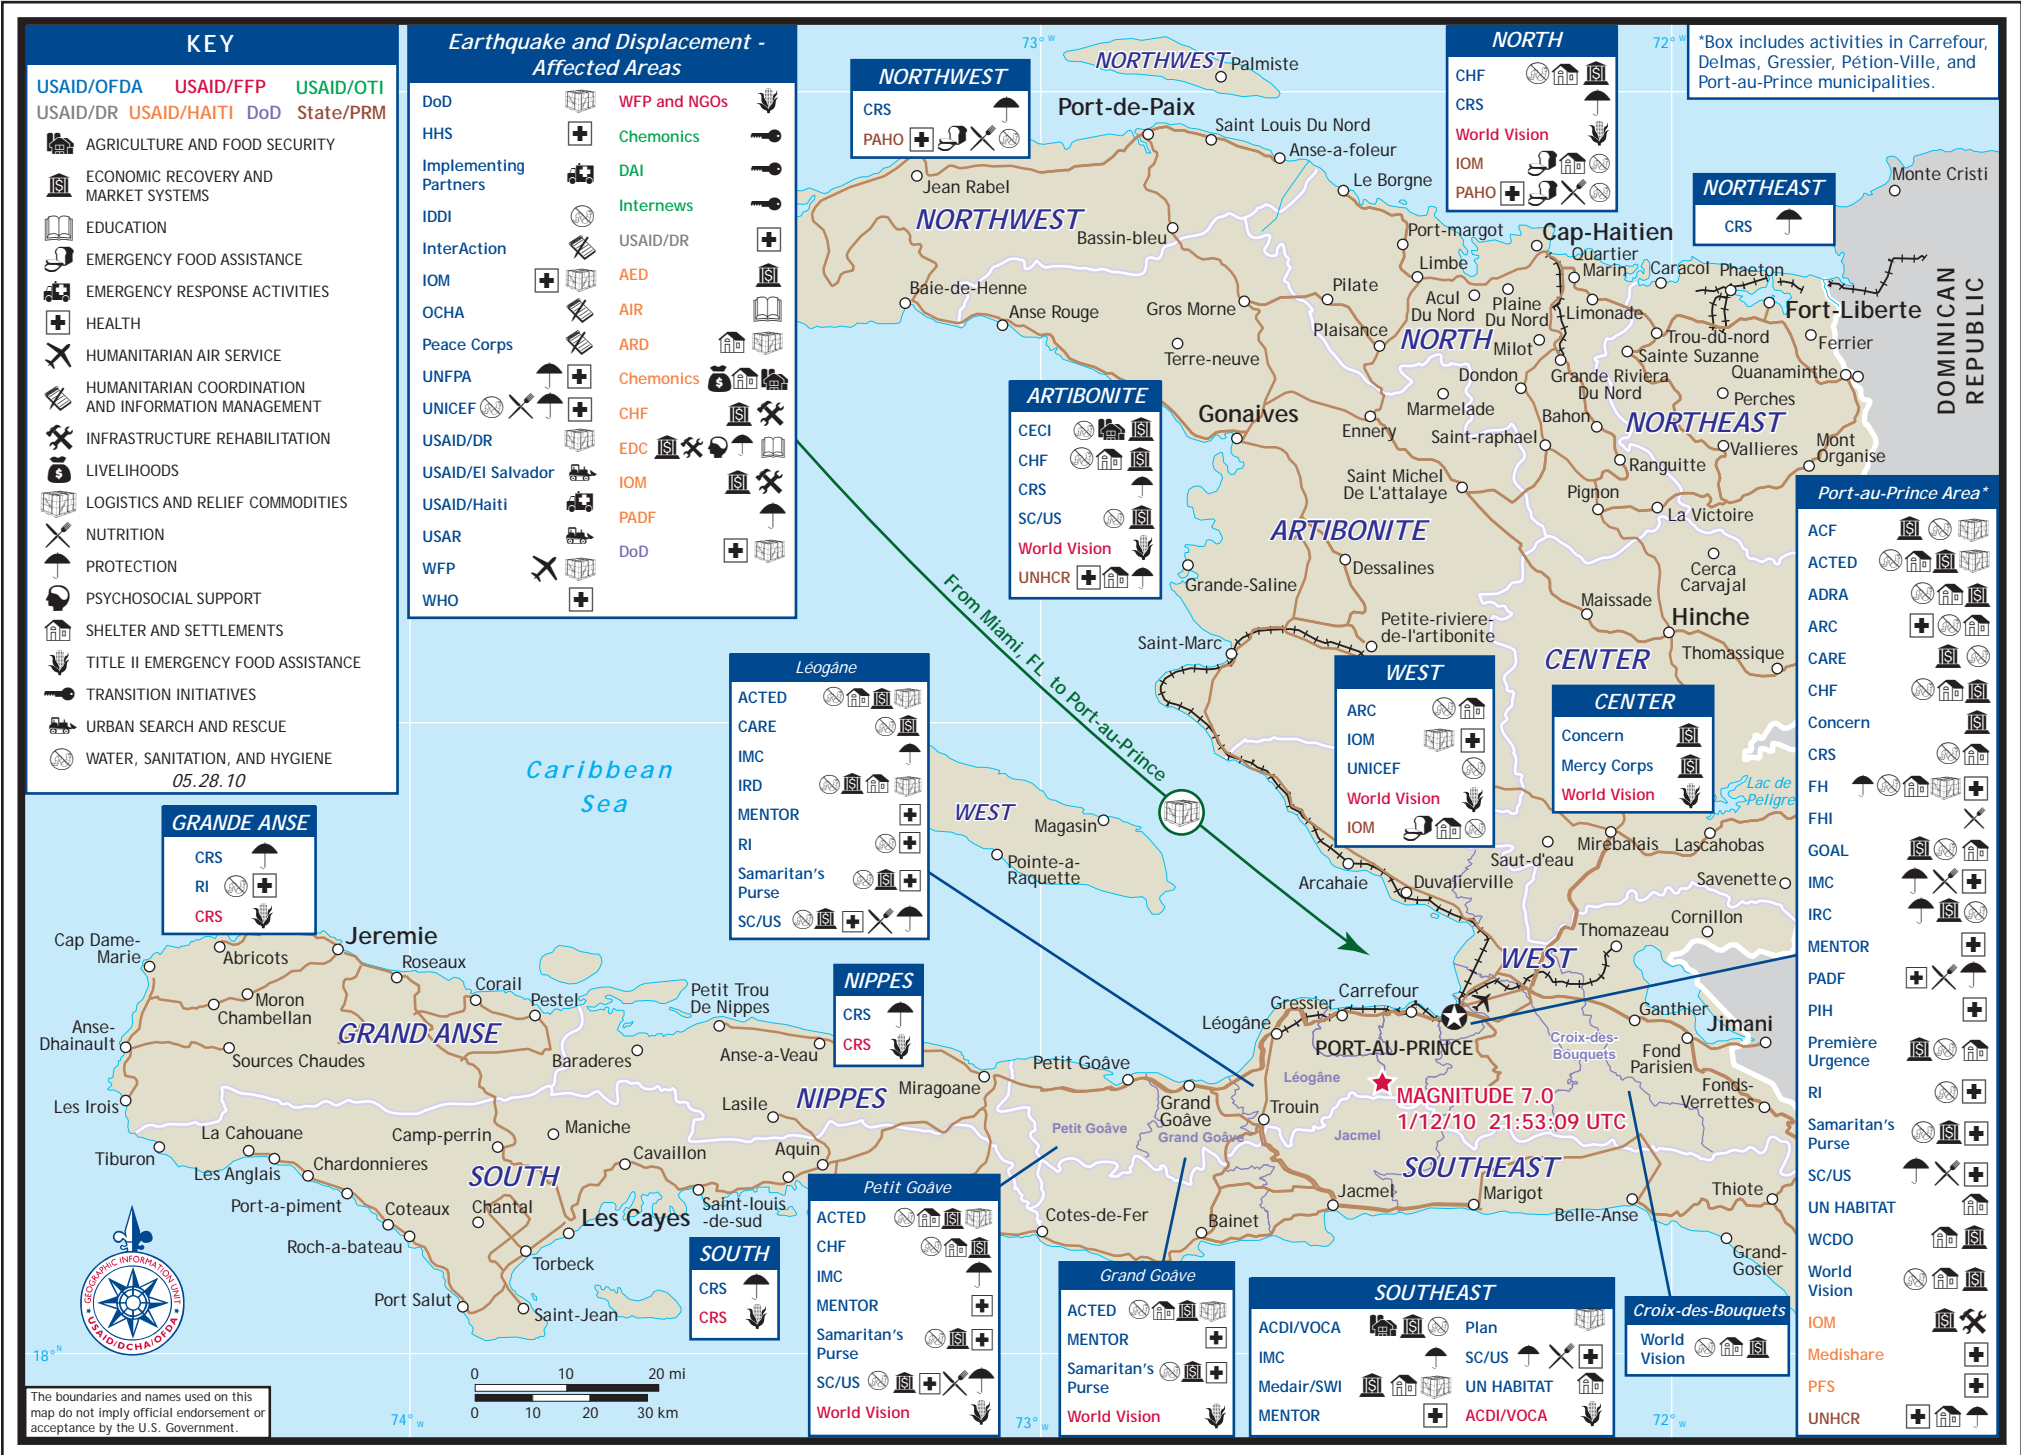 KEY
USAID/OFDA USAID/FFP USAID/OTI
USAID/DR USAID/HAITI DoD State/PRM
AGRICULTURE AND FOOD SECURITY
ECONOMIC RECOVERY AND
MARKET SYSTEMS
EDUCATION
EMERGENCY FOOD ASSISTANCE
EMERGENCY RESPONSE ACTIVITIES
HEALTH
HUMANITARIAN AIR SERVICE
HUMANITARIAN COORDINATION
AND INFORMATION MANAGEMENT
INFRASTRUCTURE REHABILITATION
LIVELIHOODS
LOGISTICS AND RELIEF COMMODITIES
NUTRITION
PROTECTION
PSYCHOSOCIAL SUPPORT
SHELTER AND SETTLEMENTS
TITLE II EMERGENCY FOOD ASSISTANCE
TRANSITION INITIATIVES
URBAN SEARCH AND RESCUE
WATER, SANITATION, AND HYGIENE
05.28.10
Earthquake and Displacement -
Affected Areas
DoD
HHS
Implementing
Partners
IDDI
InterAction
IOM
OCHA
Peace Corps
UNFPA
UNICEF
USAID/DR
USAID/El Salvador
USAID/Haiti
USAR
WFP
WHO
WFP and NGOs
Chemonics
DAI
Internews
USAID/DR
AED
AIR
ARD
Chemonics
CHF
EDC
IOM
PADF
DoD
NORTHWEST
CRS
PAHO
NORTH
CHF
CRS
World Vision
IOM
PAHO
*Box includes activities in Carrefour,
Delmas, Gressier, Pétion-Ville, and
Port-au-Prince municipalities.
NORTHEAST
CRS
ARTIBONITE
CECI
CHF
CRS
SC/US
World Vision
UNHCR
Léogâne
ACTED
CARE
IMC
IRD
MENTOR
RI
Samaritan's
Purse
SC/US
WEST
ARC
IOM
UNICEF
World Vision
IOM
CENTER
Concern
Mercy Corps
World Vision
Port-au-Prince Area*
ACF
ACTED
ADRA
ARC
CARE
CHF
Concern
CRS
FH
FHI
GOAL
IMC
IRC
MENTOR
PADF
PIH
Première
Urgence
RI
Samaritan's
Purse
SC/US
UN HABITAT
WCDO
World
Vision
IOM
Medishare
PFS
UNHCR
GRANDE ANSE
CRS
RI
CRS
NIPPES
CRS
CRS
SOUTH
CRS
CRS
Petit Goâve
ACTED
CHF
IMC
MENTOR
Samaritan's
Purse
SC/US
World Vision
Grand Goâve
ACTED
MENTOR
Samaritan's
Purse
World Vision
SOUTHEAST
ACDI/VOCA
IMC
Medair/SWI
MENTOR
Plan
SC/US
UN HABITAT
ACDI/VOCA
Croix-des-Bouquets
World
Vision
73° W
72° W
NORTHWEST
Palmiste
Port-de-Paix
Saint Louis Du Nord
Anse-a-foleur
Le Borgne
Monte Cristi
Jean Rabel
NORTHWEST
Bassin-bleu
Port-margot
Cap-Haitien
Quartier
Marin
Caracol
Phaeton
Limbe
Baie-de-Henne
Anse Rouge
Gros Morne
Pilate
Acul
Du Nord
Plaine
Du Nord
Limonade
Fort-Liberte
Plaisance
NORTH
Milot
Trou-du-nord
Sainte Suzanne
Ferrier
Terre-neuve
Dondon
Grande Riviera
Du Nord
Quanaminthe
Marmelade
Bahon
Perches
Gonaives
Ennery
Saint-raphael
NORTHEAST
Vallieres
Mont
Organise
Ranguitte
Saint Michel
De L'attalaye
Pignon
La Victoire
DOMINICAN
REPUBLIC
ARTIBONITE
Dessalines
Grande-Saline
Cerca
Carvajal
Maissade
Hinche
Petite-riviere-
de-l'artibonite
Saint-Marc
CENTER
Thomassique
From Miami, FL to Port-au-Prince
Caribbean
Sea
WEST
Magasin
Pointe-a-
Raquette
Lac de
Peligre
Saut-d'eau
Mirebalais
Lascahobas
Arcahaie
Duvalierville
Savenette
Cornillon
Thomazeau
WEST
Cap Dame-
Marie
Abricots
Jeremie
Roseaux
Corail
Pestel
Moron
Chambellan
Petit Trou
De Nippes
Anse-
Dhainault
GRAND ANSE
Sources Chaudes
Baraderes
Anse-a-Veau
Gressier
Carrefour
Léogâne
PORT-AU-PRINCE
Croix-des-
Bouquets
Ganthier
Jimani
Fond
Parisien
Fonds-
Verrettes
Petit Goâve
Miragoane
Léogâne
MAGNITUDE 7.0
1/12/10 21:53:09 UTC
Les Irois
Lasile
NIPPES
Grand
Goâve
Trouin
Petit Goâve
Grand Goâve
Jacmel
La Cahouane
Camp-perrin
Maniche
Tiburon
Les Anglais
Chardonnieres
SOUTH
Cavaillon
Aquin
SOUTHEAST
Port-a-piment
Coteaux
Chantal
Les Cayes
Saint-louis
-de-sud
Jacmel
Marigot
Belle-Anse
Thiote
Roch-a-bateau
Torbeck
Cotes-de-Fer
Bainet
Grand-
Gosier
Port Salut
Saint-Jean
GEOGRAPHIC INFORMATION UNIT
USAID/DCHA/OFDA
18° N
0 10 20 mi
0 10 20 30 km
74° W
73° W
72° W
The boundaries and names used on this
map do not imply official endorsement or
acceptance by the U.S. Government.